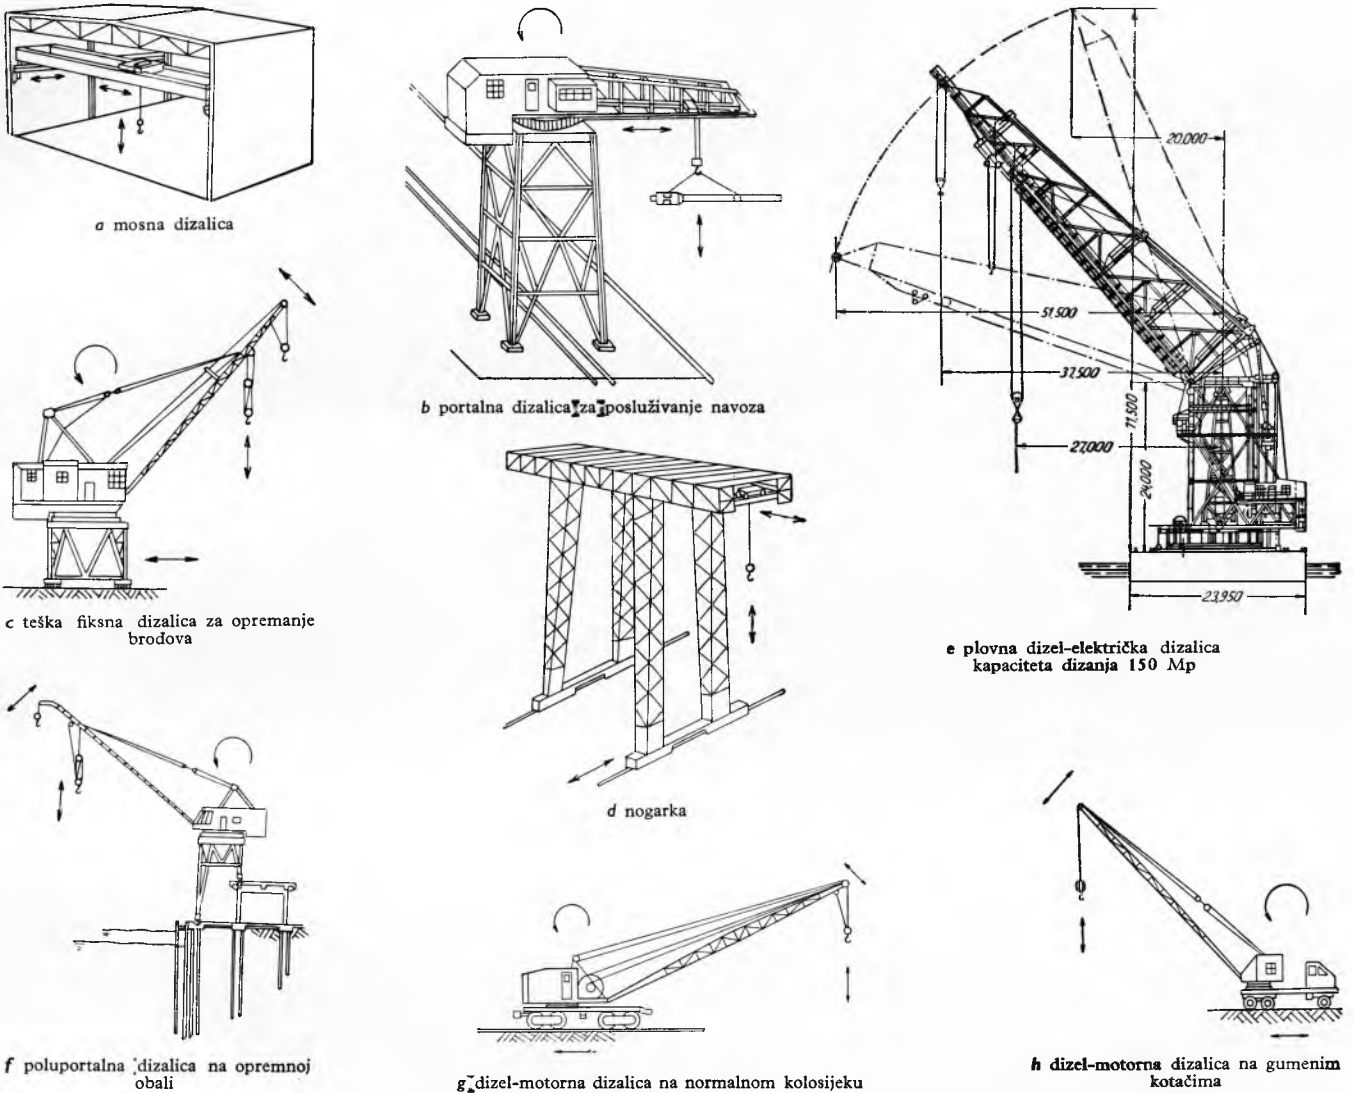 a mosna dizalica
b portalna dizalica za posluživanje navoza
c teška fiksna dizalica za opremanje
brodova
d nogarka
20,000
51,500
37,500
27,000
71,500
24,000
23,950
e plovna dizel-električka dizalica
kapaciteta dizanja 150 Mp
f poluportalna dizalica na opremnoj
obali
g dizel-motorna dizalica na normalnom kolosijeku
h dizel-motorna dizalica na gumenim
kotačima